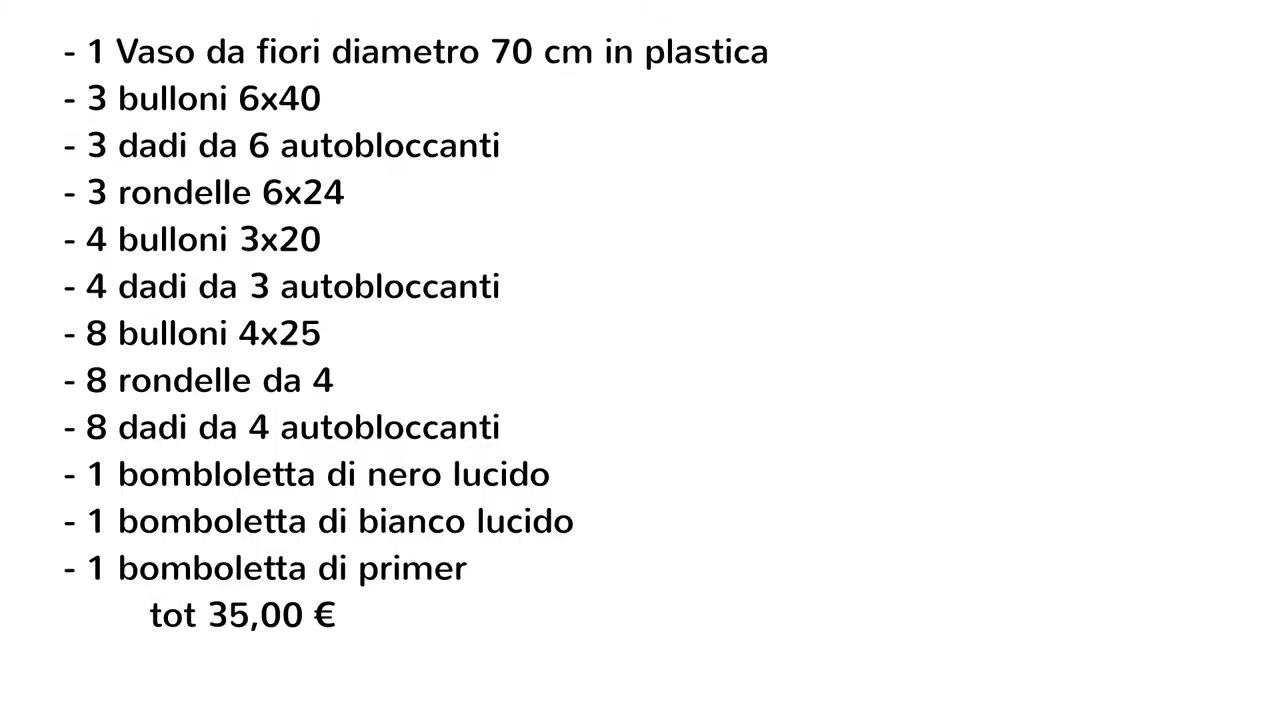 - 1 Vaso da fiori diametro 70 cm in plastica
- 3 bulloni 6x40
- 3 dadi da 6 autobloccanti
- 3 rondelle 6x24
- 4 bulloni 3x20
- 4 dadi da 3 autobloccanti
- 8 bulloni 4x25
- 8 rondelle da 4
- 8 dadi da 4 autobloccanti
- 1 bombloletta di nero lucido
- 1 bomboletta di bianco lucido
- 1 bomboletta di primer
tot 35,00 €